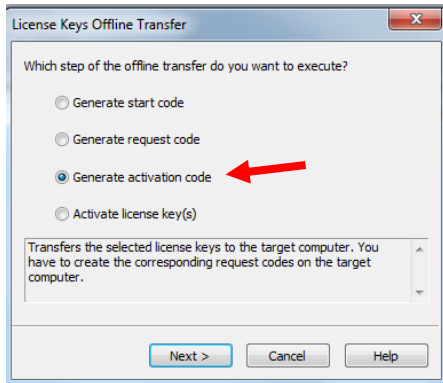 License Keys Offline Transfer
Which step of the offline transfer do you want to execute?
Generate start code
Generate request code
Generate activation code
Activate license key(s)
Transfers the selected license keys to the target computer. You
have to create the corresponding request codes on the target
computer.
Next > Cancel Help